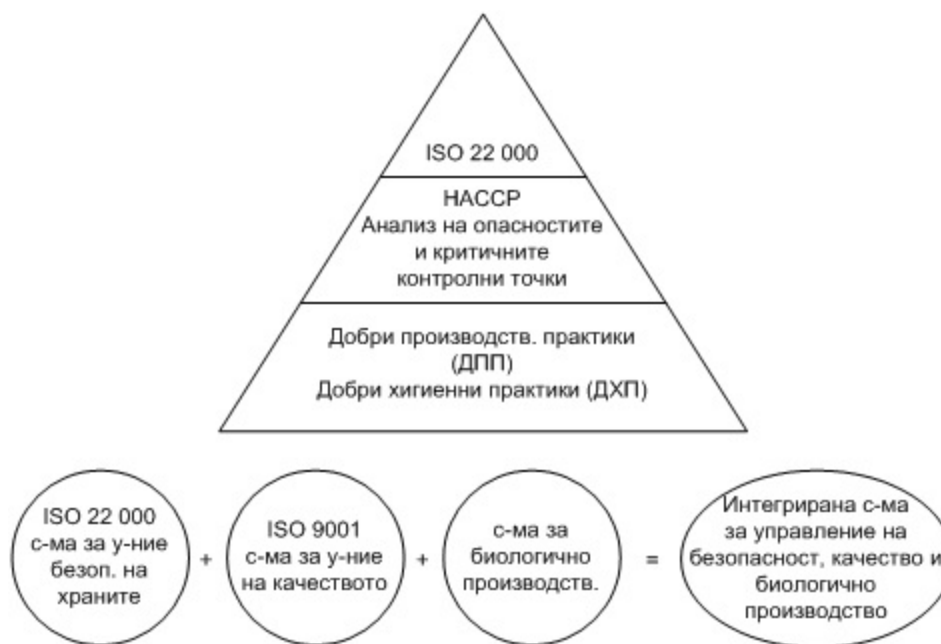 ISO 22 000
HACCP
Анализ на опасностите
и критичните
контролни точки
Добри производств. практики
(ДПП)
Добри хигиенни практики (ДХП)
ISO 22 000
с-ма за у-ние
безоп. на
храните
+
ISO 9001
с-ма за у-ние
на качеството
+
с-ма за
биологично
производств.
=
Интегрирана с-ма
за управление на
безопасност, качество и
биологично
производство